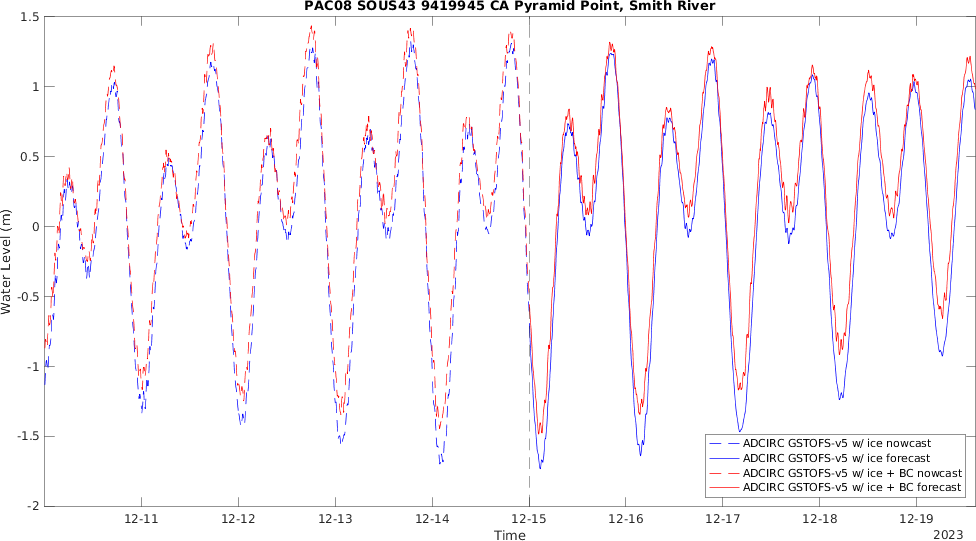 PAC08 SOUS43 9419945 CA Pyramid Point, Smith River
1.5
1
0.5
0
-0.5
-1
-1.5
-2
Water Level (m)
ADCIRC GSTOFS-v5 w/ ice nowcast
ADCIRC GSTOFS-v5 w/ ice forecast
ADCIRC GSTOFS-v5 w/ ice + BC nowcast
ADCIRC GSTOFS-v5 w/ ice + BC forecast
12-11 12-12 12-13 12-14 12-15 12-16 12-17 12-18 12-19
Time
2023